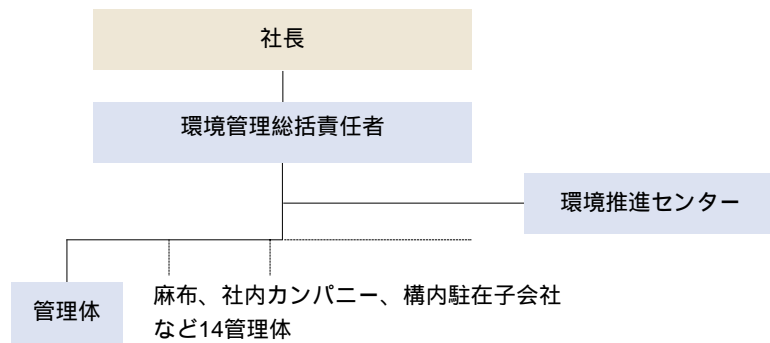 社長
環境管理総括責任者
環境推進センター
管理体
麻布、社内カンパニー、構内駐在子会社
など14管理体